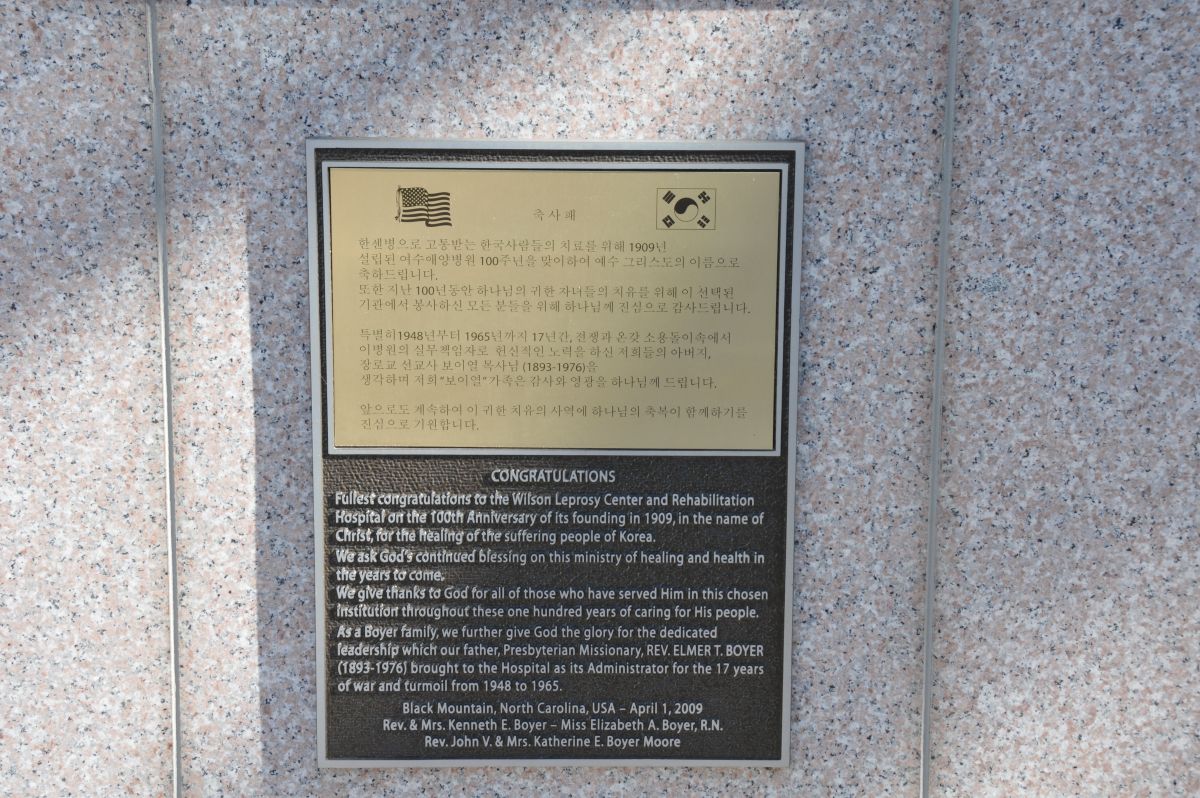 축 사 패
한센병으로 고통받는 한국사람들의 치료를 위해 1909년
설립된 여수애양병원 100주년을 맞이하여 예수 그리스도의 이름으로
축하드립니다.
또한 지난 100년동안 하나님의 귀한 자녀들의 치유를 위해 이 선택된
기관에서 봉사하신 모든 분들을 위해 하나님께 진심으로 감사드립니다.
특별히1948년부터 1965년까지 17년간, 전쟁과 온갖 소용돌이속에서
이병원의 실무책임자로 헌신적인 노력을 하신 저희들의 아버지,
장로교 선교사 보이열 목사님 (1893-1976)을
생각하며 저희 "보이열" 가족은 감사와 영광을 하나님께 드립니다.
앞으로도 계속하여 이 귀한 치유의 사역에 하나님의 축복이 함께하기를
진심으로 기원합니다.
CONGRATULATIONS
Fullest congratulations to the Wilson Leprosy Center and Rehabilitation
Hospital on the 100th Anniversary of its founding in 1909, in the name of
Christ, for the healing of the suffering people of Korea.
We ask God's continued blessing on this ministry of healing and health in
the years to come.
We give thanks to God for all of those who have served Him in this chosen
institution throughout these one hundred years of caring for His people.
As a Boyer family, we further give God the glory for the dedicated
leadership which our father, Presbyterian Missionary, REV. ELMER T. BOYER
(1893-1976) brought to the Hospital as its Administrator for the 17 years
of war and turmoil from 1948 to 1965.
Black Mountain, North Carolina, USA – April 1, 2009
Rev. & Mrs. Kenneth E. Boyer – Miss Elizabeth A. Boyer, R.N.
Rev. John V. & Mrs. Katherine E. Boyer Moore